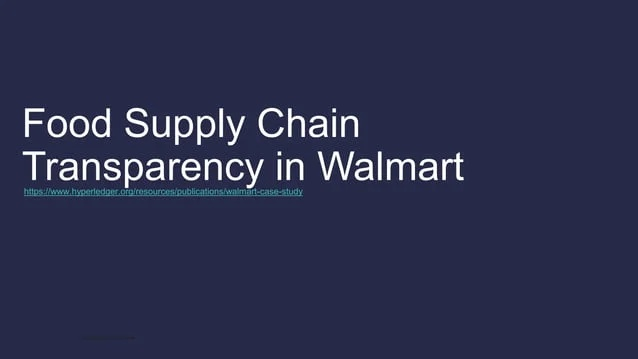 Food Supply Chain
Transparency in Walmart
https://www.hyperledger.org/resources/publications/walmart-case-study